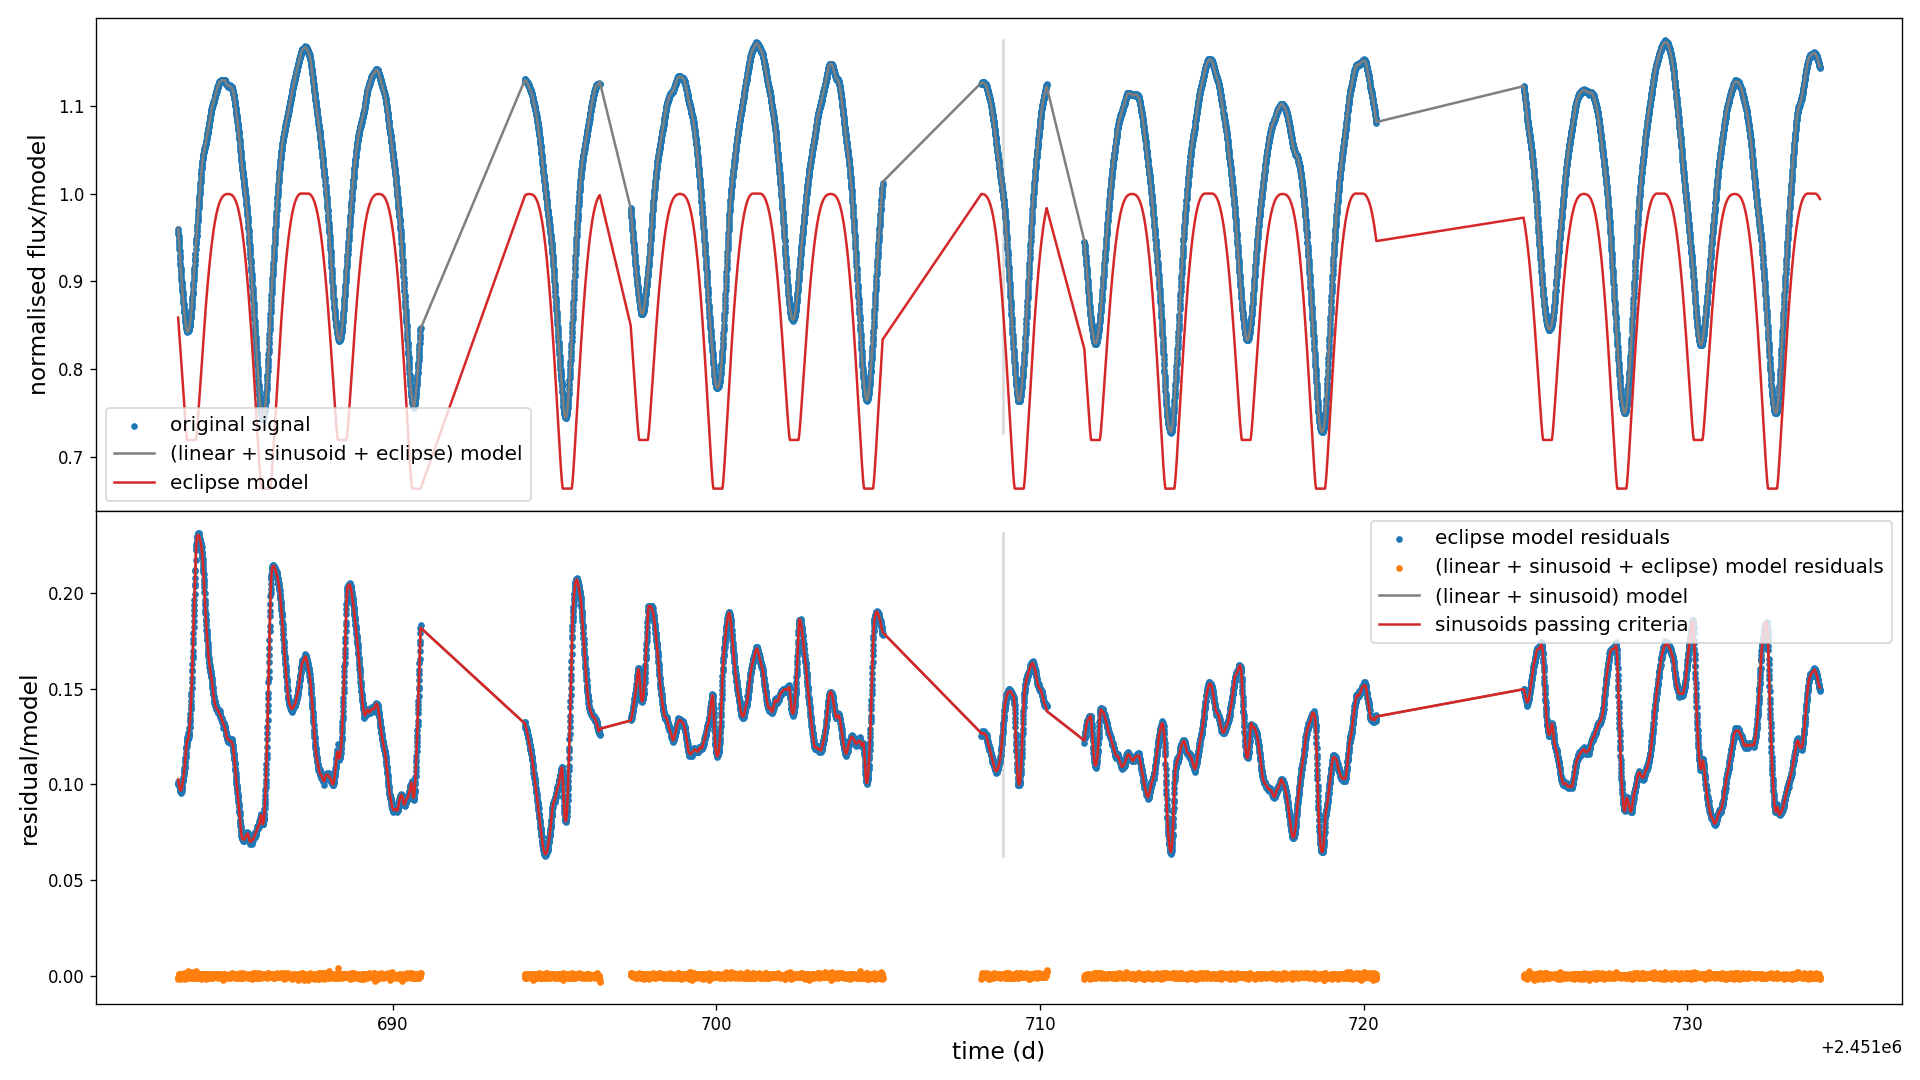 normalised flux/model
1.1
1.0
0.9
0.8
0.7
original signal
(linear + sinusoid + eclipse) model
eclipse model
residual/model
0.20
0.15
0.10
0.05
0.00
eclipse model residuals
(linear + sinusoid + eclipse) model residuals
(linear + sinusoid) model
sinusoids passing criteria
690
700
710
720
730
time (d)
+2.451e6